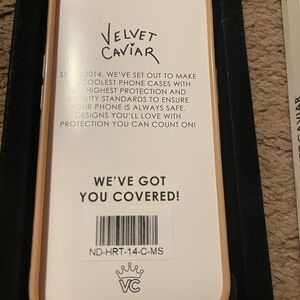 VELVET
CAVIAR
2014, WE'VE SET OUT TO MAKE
COOLEST PHONE CASES WITH
HIGHEST PROTECTION AND
STANDARDS TO ENSURE
YOUR PHONE IS ALWAYS SAFE.
DESIGNS YOU'LL LOVE WITH
PROTECTION YOU CAN COUNT ON!
WE'VE GOT
YOU COVERED!
ND-HRT-14-C-MS
VC